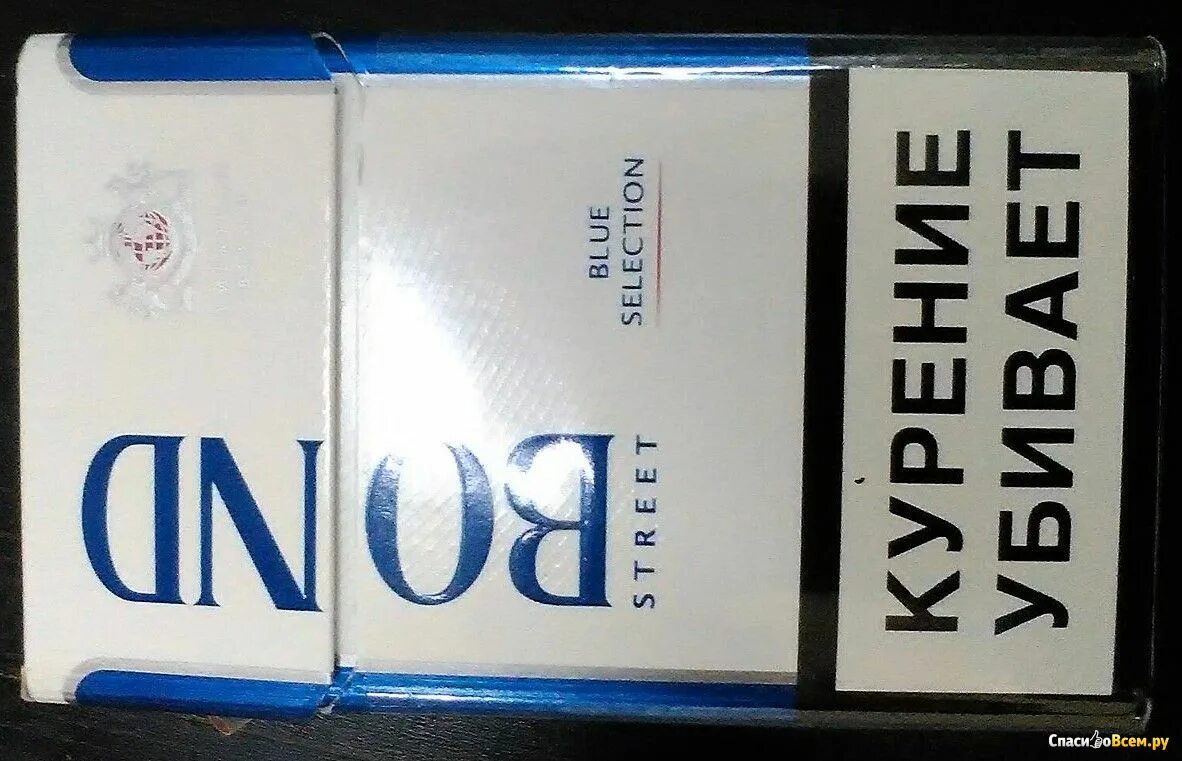 BOND
STREET
BLUE
SELECTION
КУРЕНИЕ
УБИВАЕТ
СпасибоВсем.ру